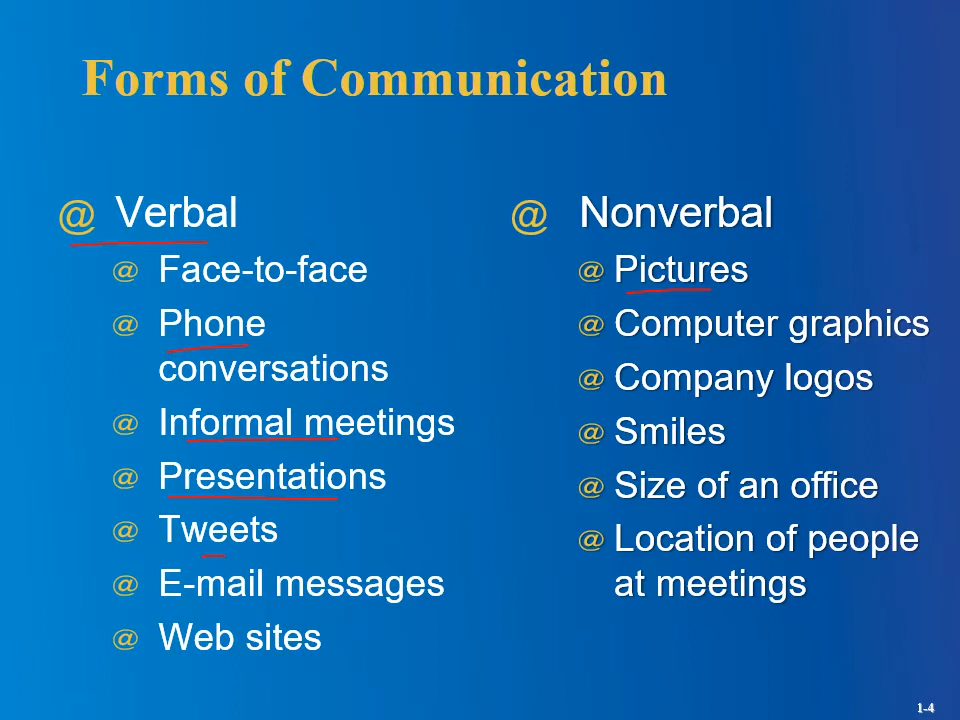 Forms of Communication
@ Verbal
@ Face-to-face
@ Phone
conversations
@ Informal meetings
@ Presentations
@ Tweets
@ E-mail messages
@ Web sites
@ Nonverbal
@ Pictures
@ Computer graphics
@ Company logos
@ Smiles
@ Size of an office
@ Location of people
at meetings
1-4